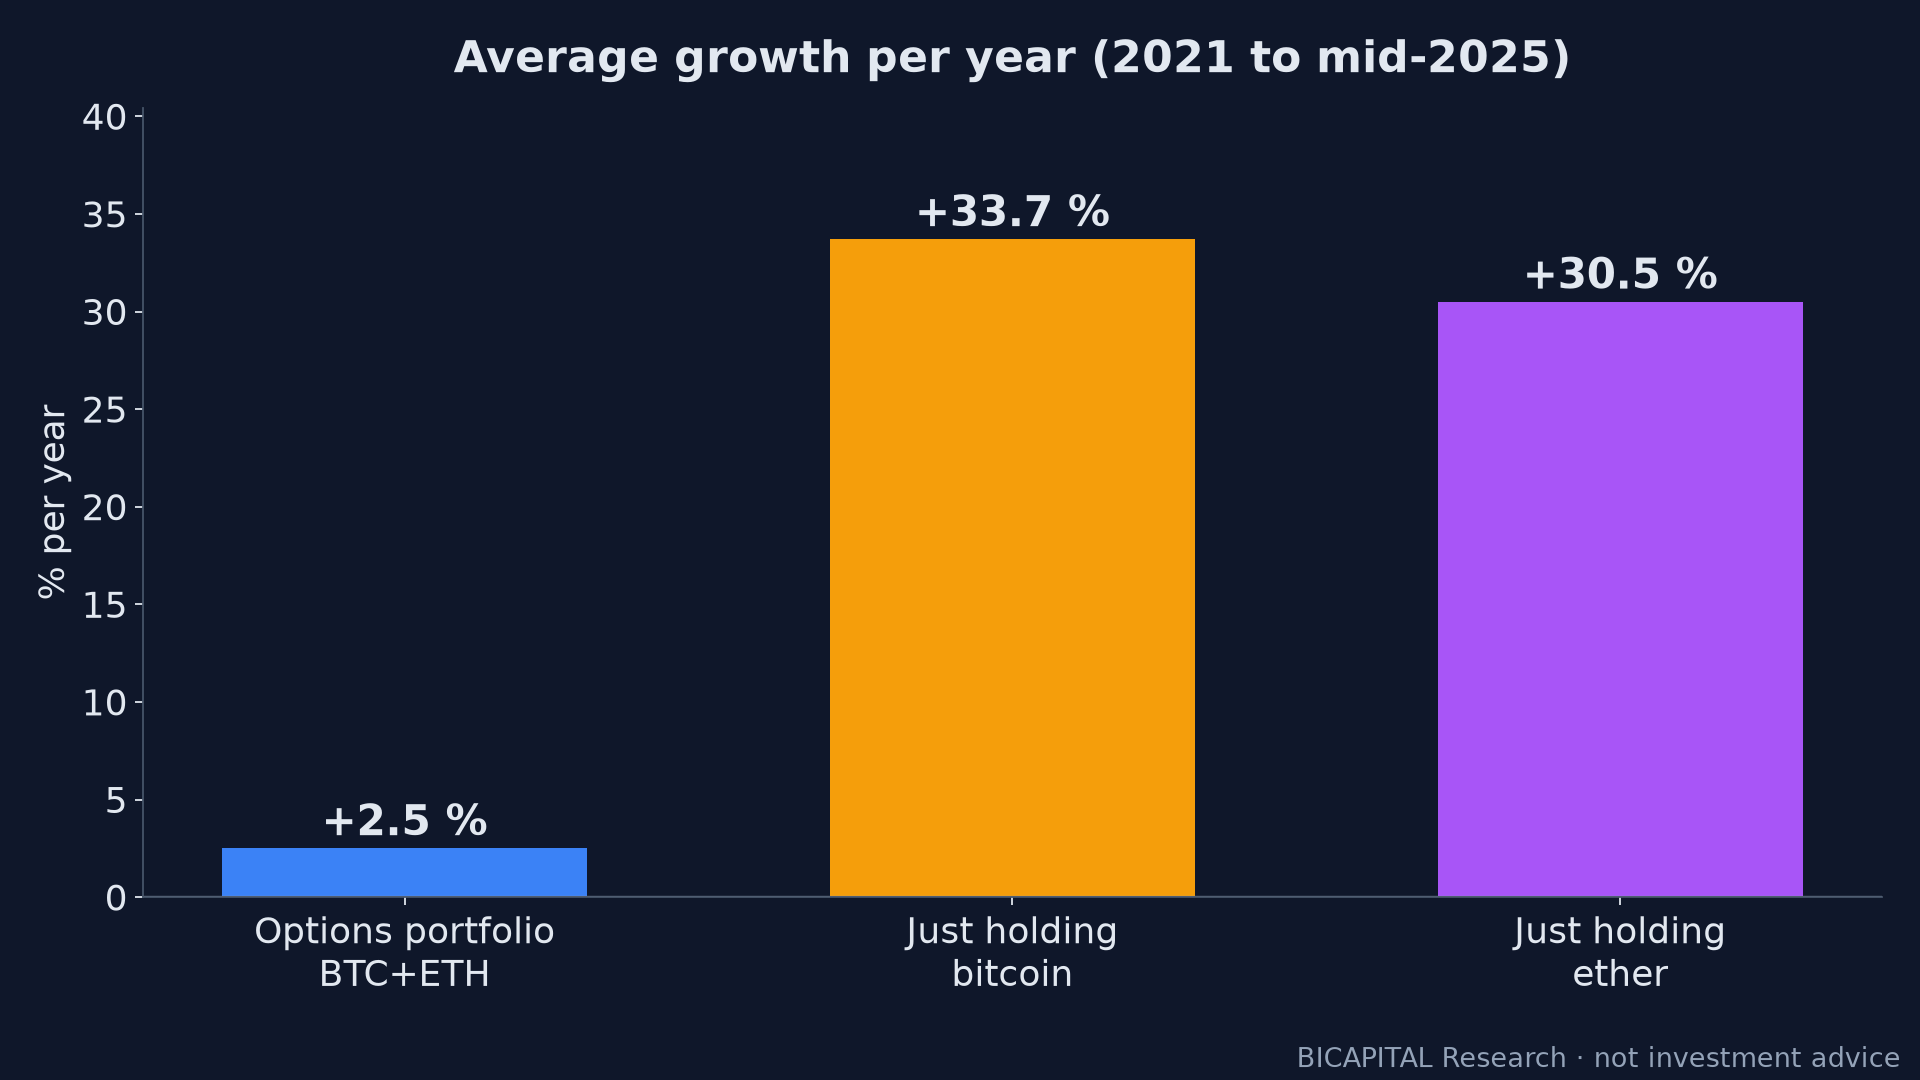 Average growth per year (2021 to mid-2025)
% per year
40
35
30
25
20
15
10
5
0
+2.5 %
+33.7 %
+30.5 %
Options portfolio
BTC+ETH
Just holding
bitcoin
Just holding
ether
BICAPITAL Research · not investment advice